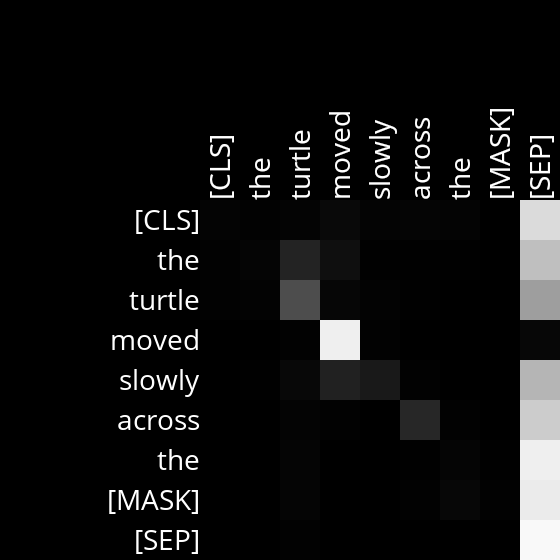 [CLS] the turtle moved slowly across the [MASK] [SEP]
[CLS]
the
turtle
moved
slowly
across
the
[MASK]
[SEP]